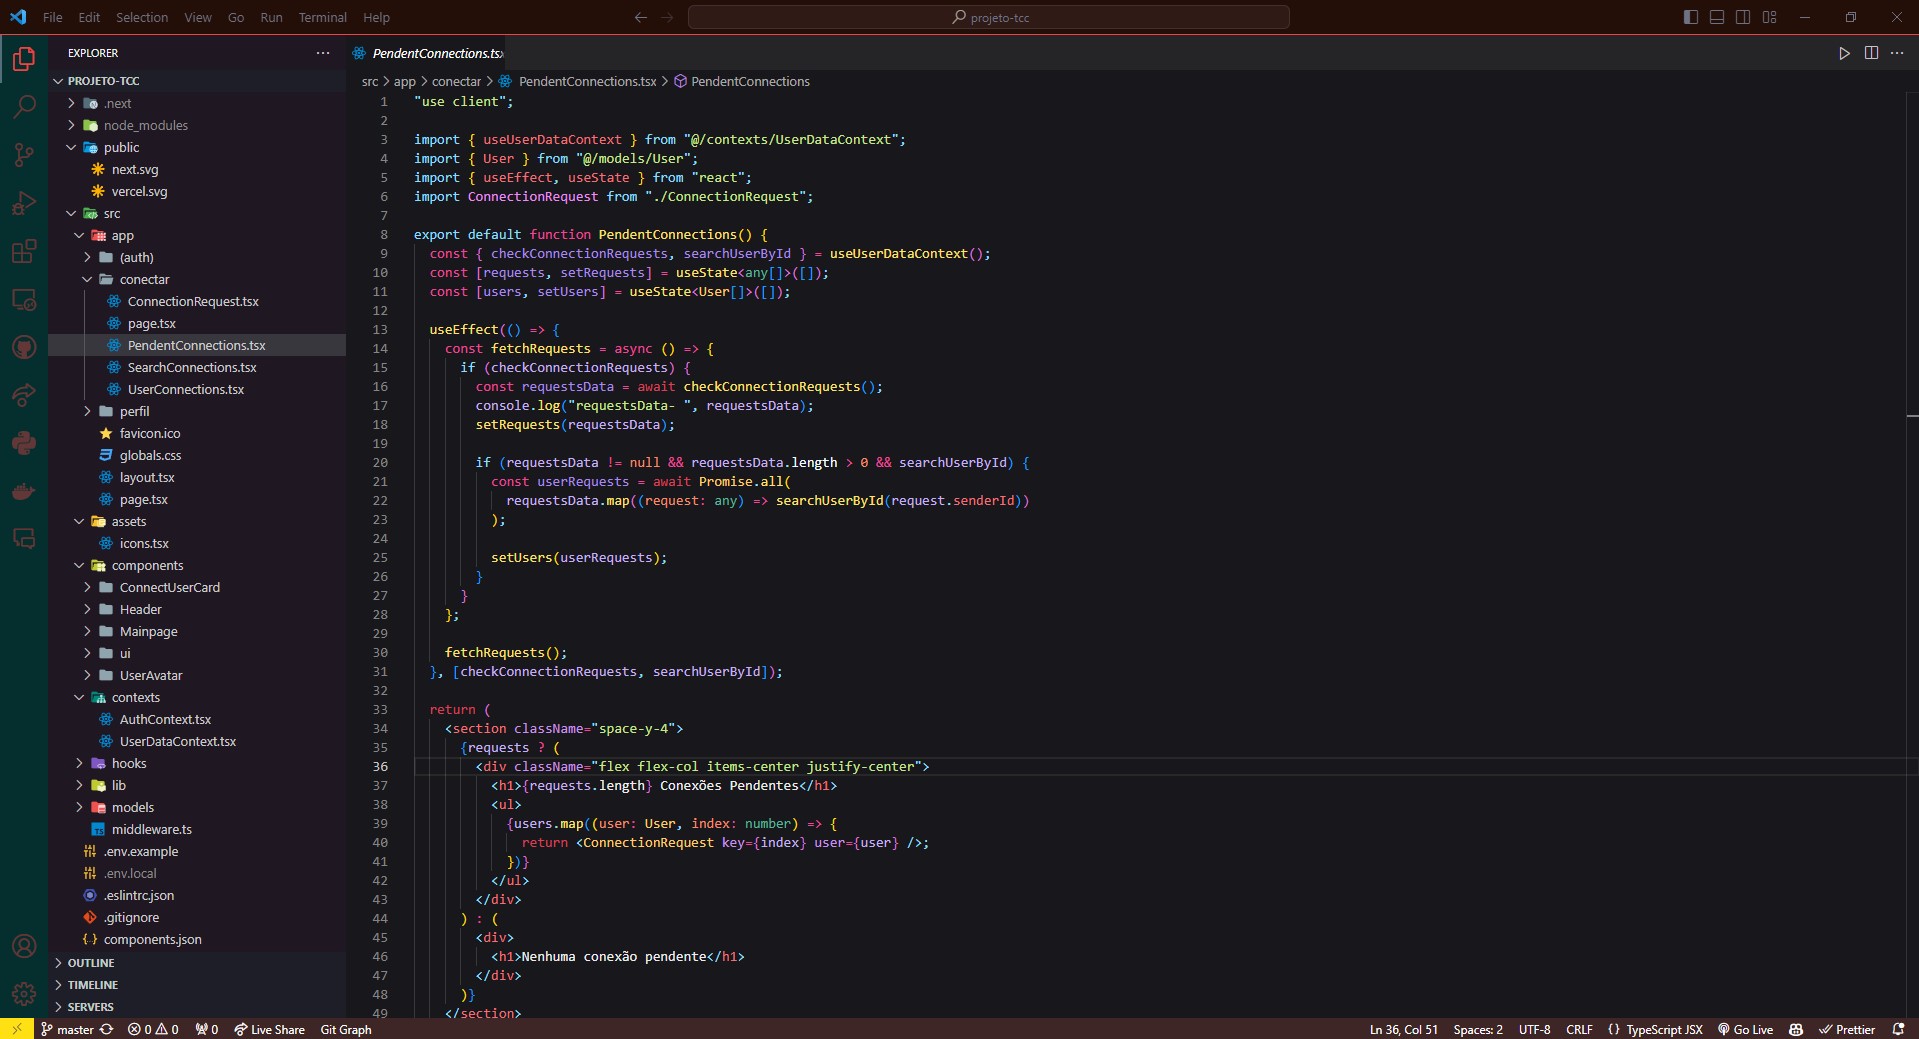 File Edit Selection View Go Run Terminal Help
projeto-tcc
EXPLORER
PROJETO-TCC
.next
node_modules
public
next.svg
vercel.svg
src
app
(auth)
conectar
ConnectionRequest.tsx
page.tsx
PendentConnections.tsx
SearchConnections.tsx
UserConnections.tsx
perfil
favicon.ico
globals.css
layout.tsx
page.tsx
assets
icons.tsx
components
ConnectUserCard
Header
Mainpage
ui
UserAvatar
contexts
AuthContext.tsx
UserDataContext.tsx
hooks
lib
models
middleware.ts
.env.example
.env.local
.eslintrc.json
.gitignore
components.json
OUTLINE
TIMELINE
SERVERS
PendentConnections.tsx
src > app > conectar > PendentConnections.tsx > PendentConnections
1 "use client";
2
3 import { useUserDataContext } from "@/contexts/UserDataContext";
4 import { User } from "@/models/User";
5 import { useEffect, useState } from "react";
6 import ConnectionRequest from "./ConnectionRequest";
7
8 export default function PendentConnections() {
9 const { checkConnectionRequests, searchUserById } = useUserDataContext();
10 const [requests, setRequests] = useState<any[]>([]);
11 const [users, setUsers] = useState<User[]>([]);
12
13 useEffect(() => {
14 const fetchRequests = async () => {
15 if (checkConnectionRequests) {
16 const requestsData = await checkConnectionRequests();
17 console.log("requestsData- ", requestsData);
18 setRequests(requestsData);
19
20 if (requestsData != null && requestsData.length > 0 && searchUserById) {
21 const userRequests = await Promise.all(
22 requestsData.map((request: any) => searchUserById(request.senderId))
23 );
24
25 setUsers(userRequests);
26 }
27 }
28 };
29
30 fetchRequests();
31 }, [checkConnectionRequests, searchUserById]);
32
33 return (
34 <section className="space-y-4">
35 {requests ? (
36 <div className="flex flex-col items-center justify-center">
37 <h1>{requests.length} Conexões Pendentes</h1>
38 <ul>
39 {users.map((user: User, index: number) => {
40 return <ConnectionRequest key={index} user={user} />;
41 })}
42 </ul>
43 </div>
44 ) : (
45 <div>
46 <h1>Nenhuma conexão pendente</h1>
47 </div>
48 )}
49 </section>
master 0 0 0 Live Share Git Graph
Ln 36, Col 51 Spaces: 2 UTF-8 CRLF {} TypeScript JSX Go Live Prettier